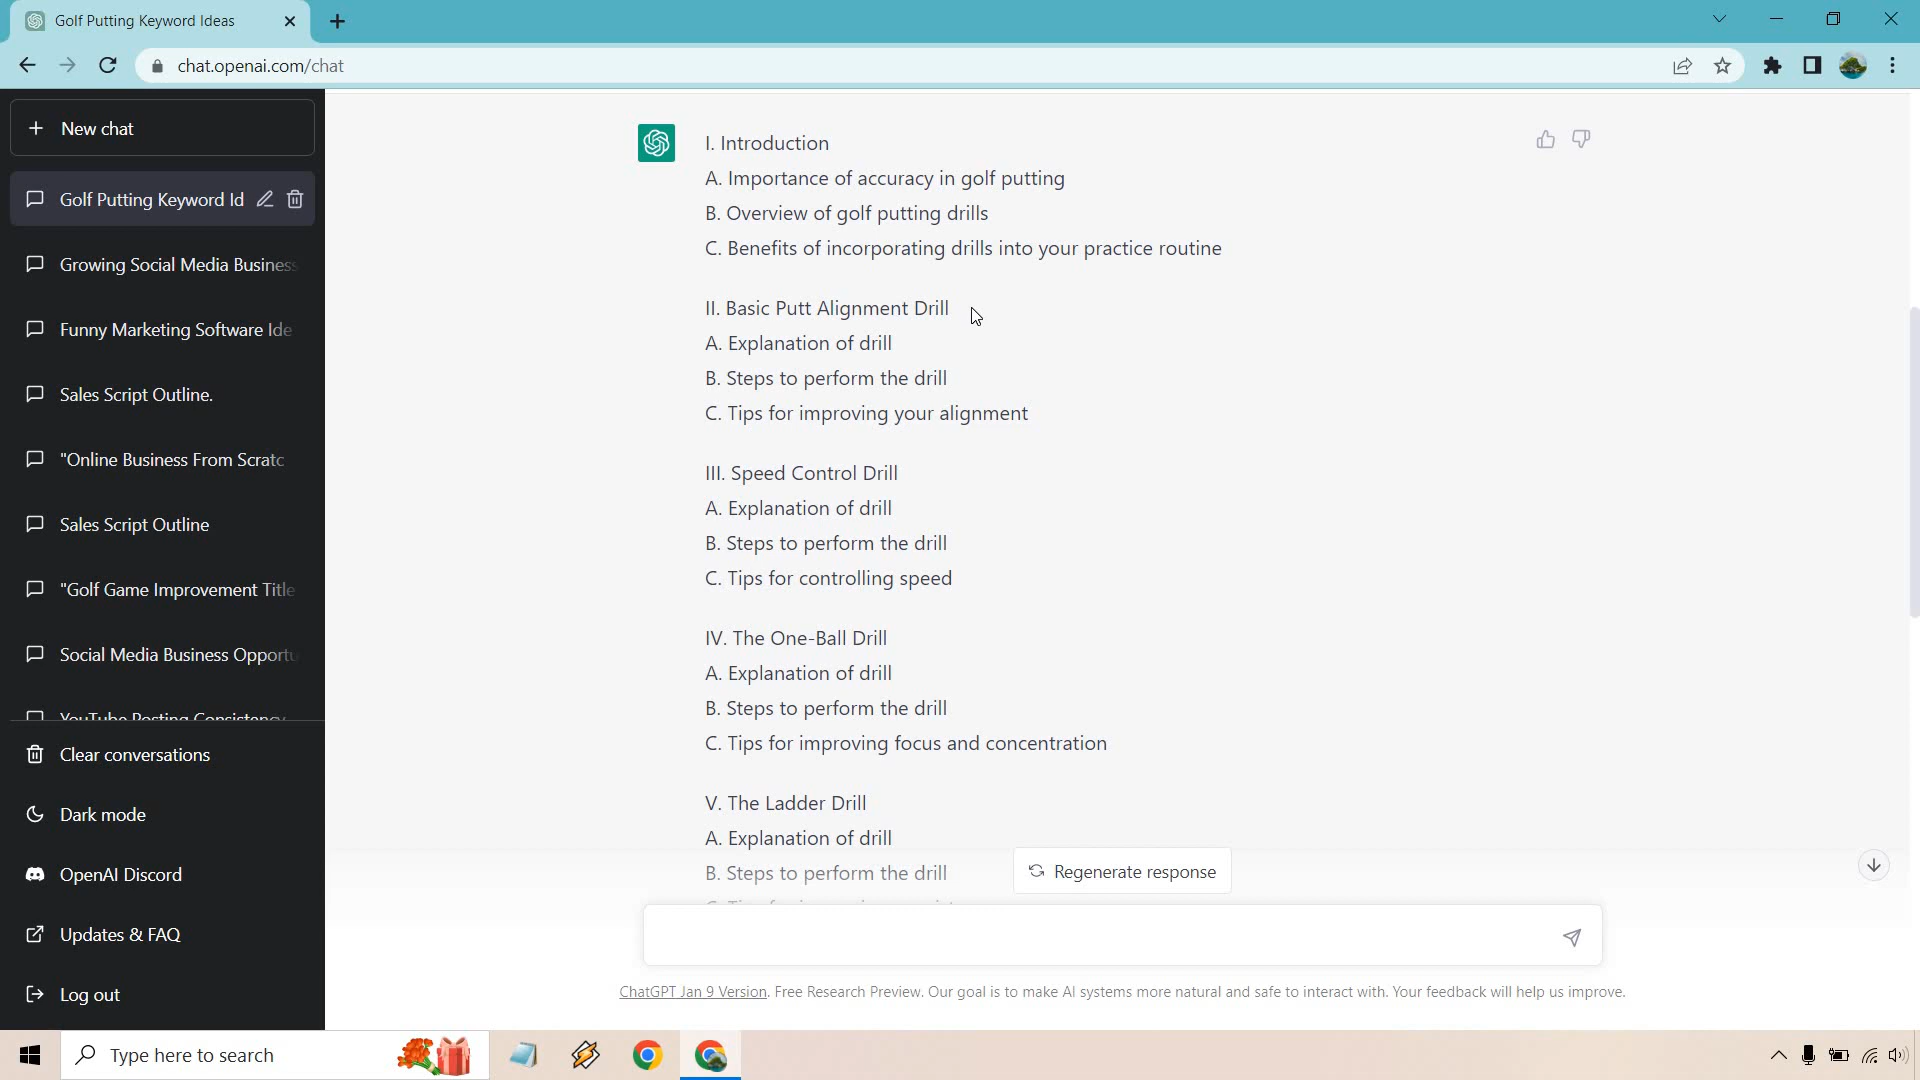 Golf Putting Keyword Ideas
chat.openai.com/chat
New chat
Golf Putting Keyword Id
Growing Social Media Business
Funny Marketing Software Ide
Sales Script Outline.
"Online Business From Scratc
Sales Script Outline
"Golf Game Improvement Title
Social Media Business Opportu
YouTube Posting Consistency
Clear conversations
Dark mode
OpenAI Discord
Updates & FAQ
Log out
I. Introduction
A. Importance of accuracy in golf putting
B. Overview of golf putting drills
C. Benefits of incorporating drills into your practice routine
II. Basic Putt Alignment Drill
A. Explanation of drill
B. Steps to perform the drill
C. Tips for improving your alignment
III. Speed Control Drill
A. Explanation of drill
B. Steps to perform the drill
C. Tips for controlling speed
IV. The One-Ball Drill
A. Explanation of drill
B. Steps to perform the drill
C. Tips for improving focus and concentration
V. The Ladder Drill
A. Explanation of drill
B. Steps to perform the drill
Regenerate response
ChatGPT Jan 9 Version. Free Research Preview. Our goal is to make AI systems more natural and safe to interact with. Your feedback will help us improve.
Type here to search